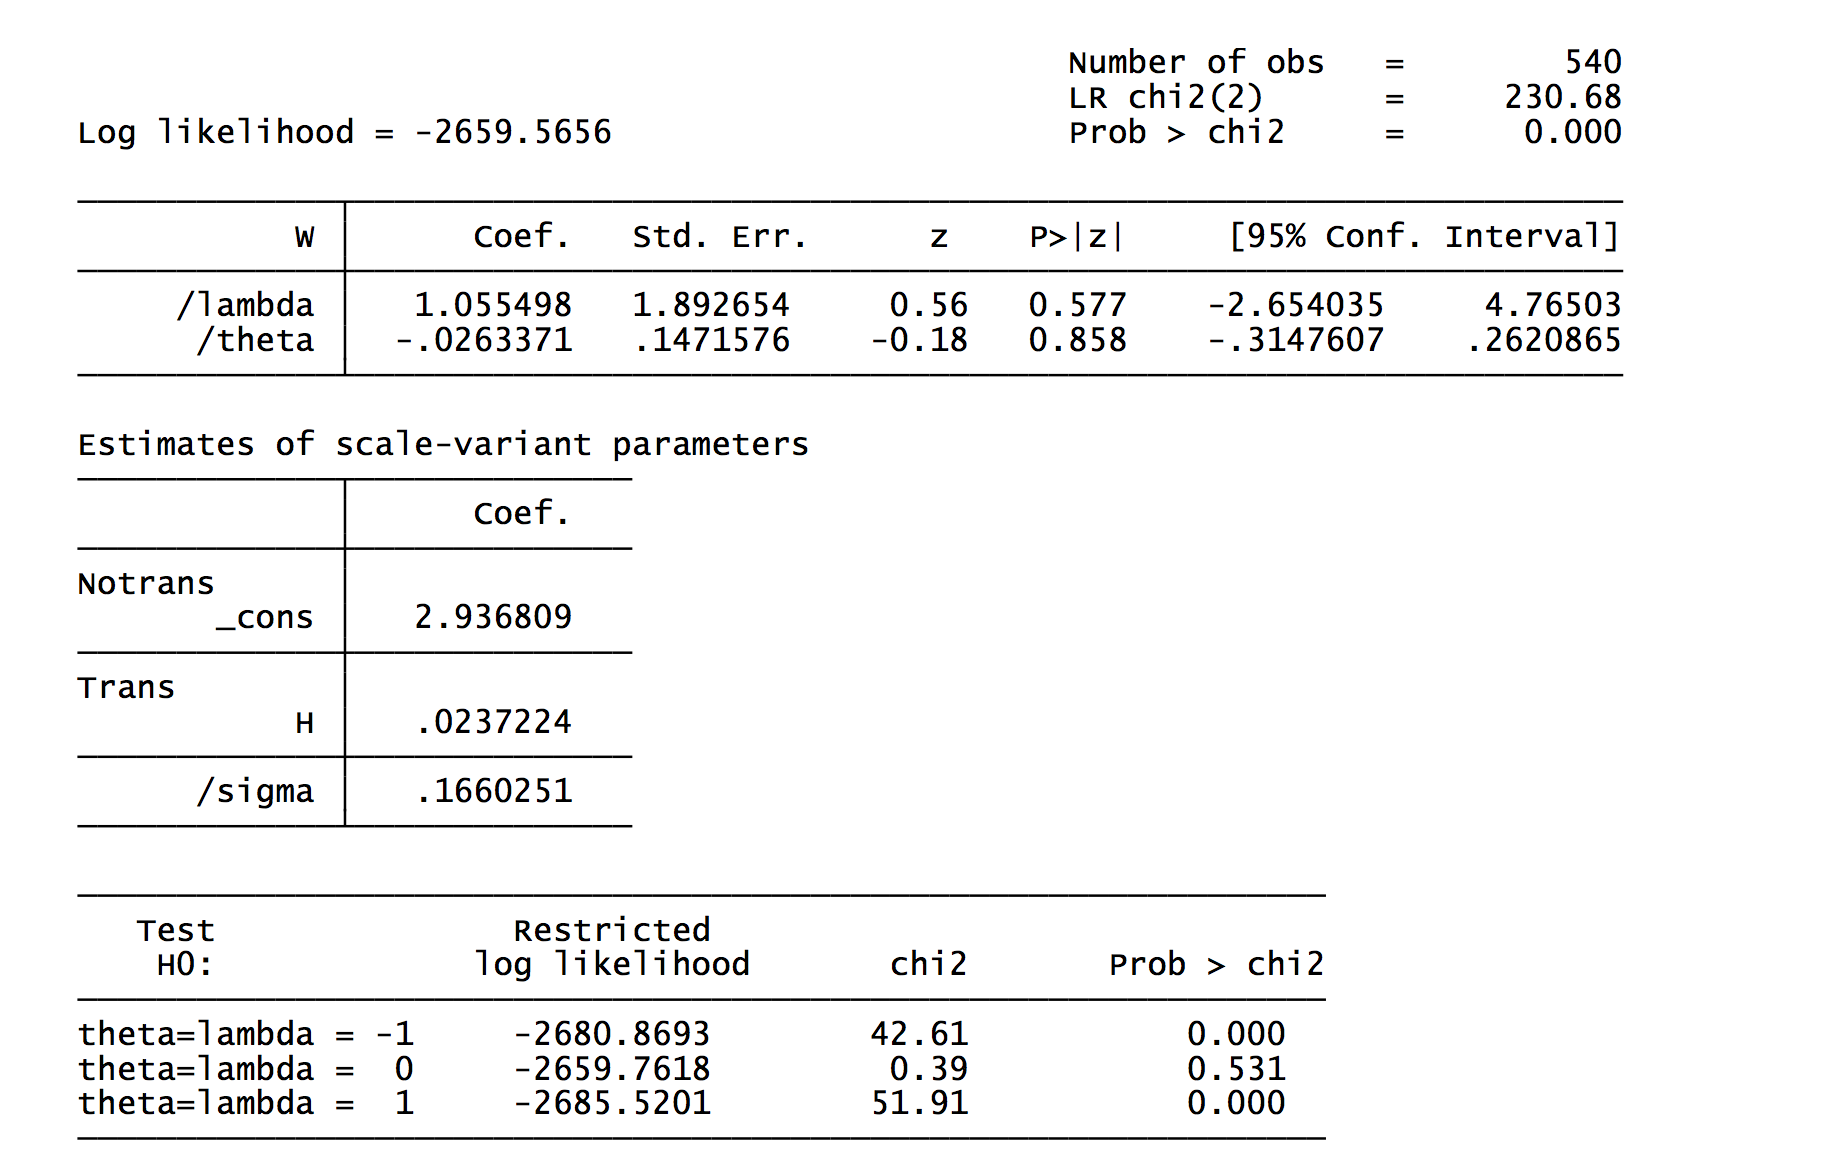 Number of obs = 540
LR chi2(2) = 230.68
Log likelihood = -2659.5656 Prob > chi2 = 0.000
W Coef. Std. Err. z P>|z| [95% Conf. Interval]
/lambda 1.055498 1.892654 0.56 0.577 -2.654035 4.76503
/theta -.0263371 .1471576 -0.18 0.858 -.3147607 .2620865
Estimates of scale-variant parameters
Coef.
Notrans
_cons 2.936809
Trans
H .0237224
/sigma .1660251
Test Restricted
H0: log likelihood chi2 Prob > chi2
theta=lambda = -1 -2680.8693 42.61 0.000
theta=lambda = 0 -2659.7618 0.39 0.531
theta=lambda = 1 -2685.5201 51.91 0.000